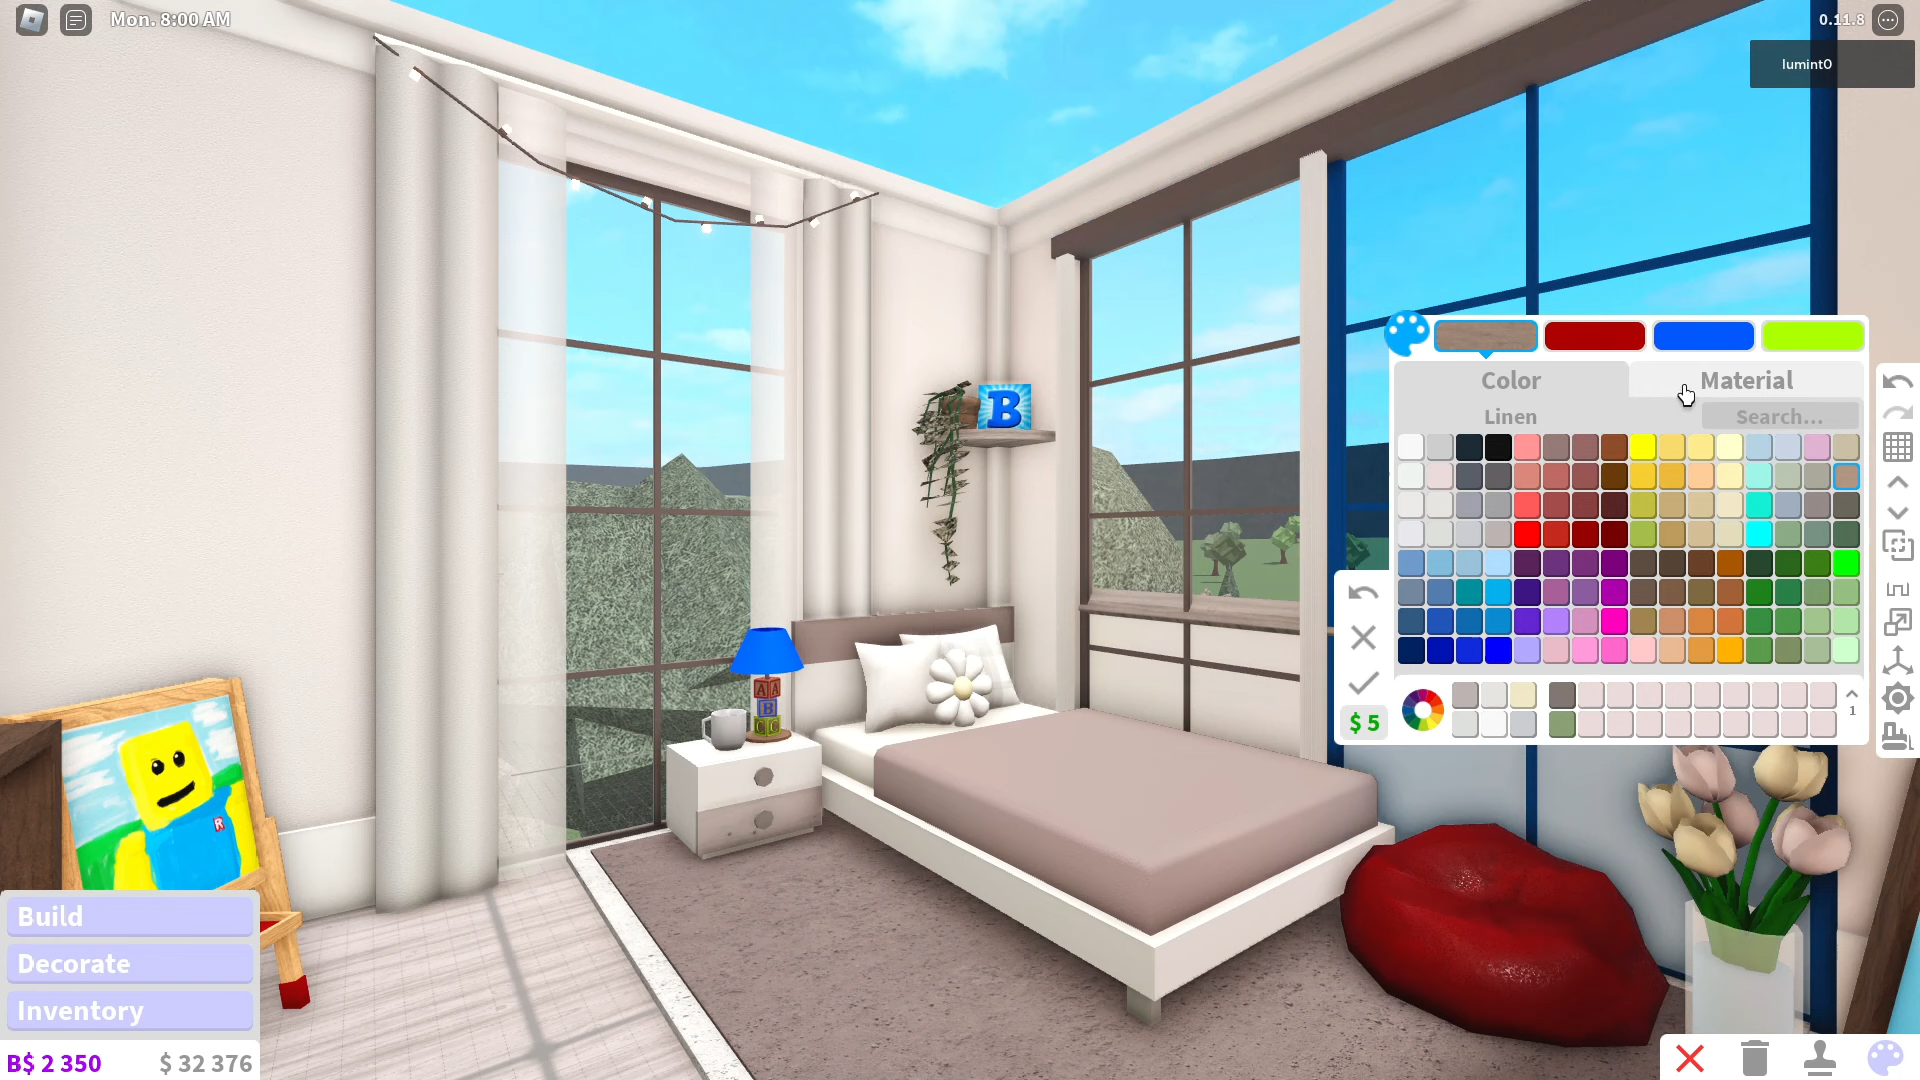 Mon. 8:00 AM
0.11.8
lumint0
Color
Material
Linen
Search...
B
A A
B
C C
R
$ 5
1
Build
Decorate
Inventory
B$ 2 350
$ 32 376